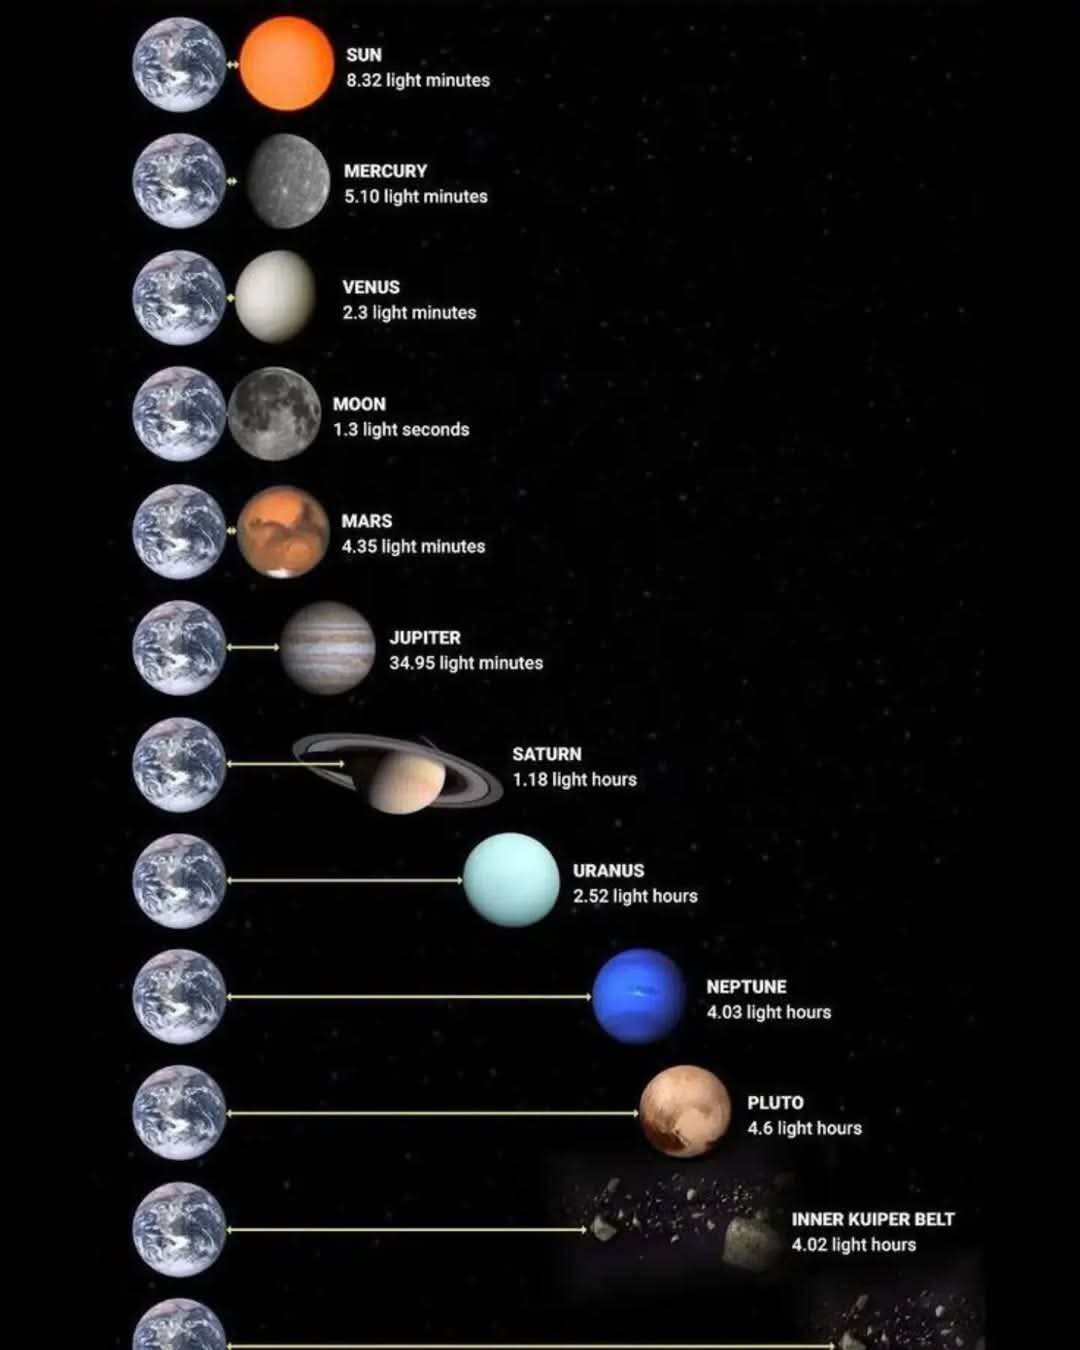 SUN
8.32 light minutes
MERCURY
5.10 light minutes
VENUS
2.3 light minutes
MOON
1.3 light seconds
MARS
4.35 light minutes
JUPITER
34.95 light minutes
SATURN
1.18 light hours
URANUS
2.52 light hours
NEPTUNE
4.03 light hours
PLUTO
4.6 light hours
INNER KUIPER BELT
4.02 light hours